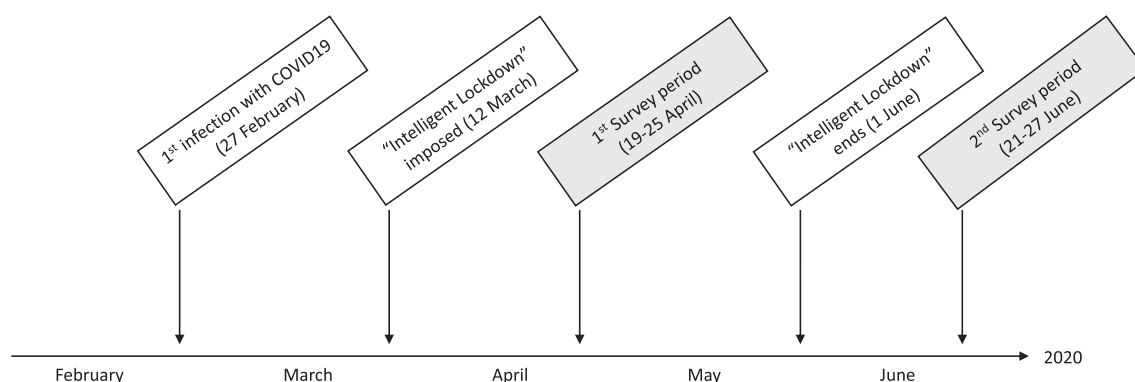 1st infection with COVID19
(27 February)
“Intelligent Lockdown”
imposed (12 March)
1st Survey period
(19-25 April)
“Intelligent Lockdown”
ends (1 June)
2nd Survey period
(21-27 June)
2020
February
March
April
May
June